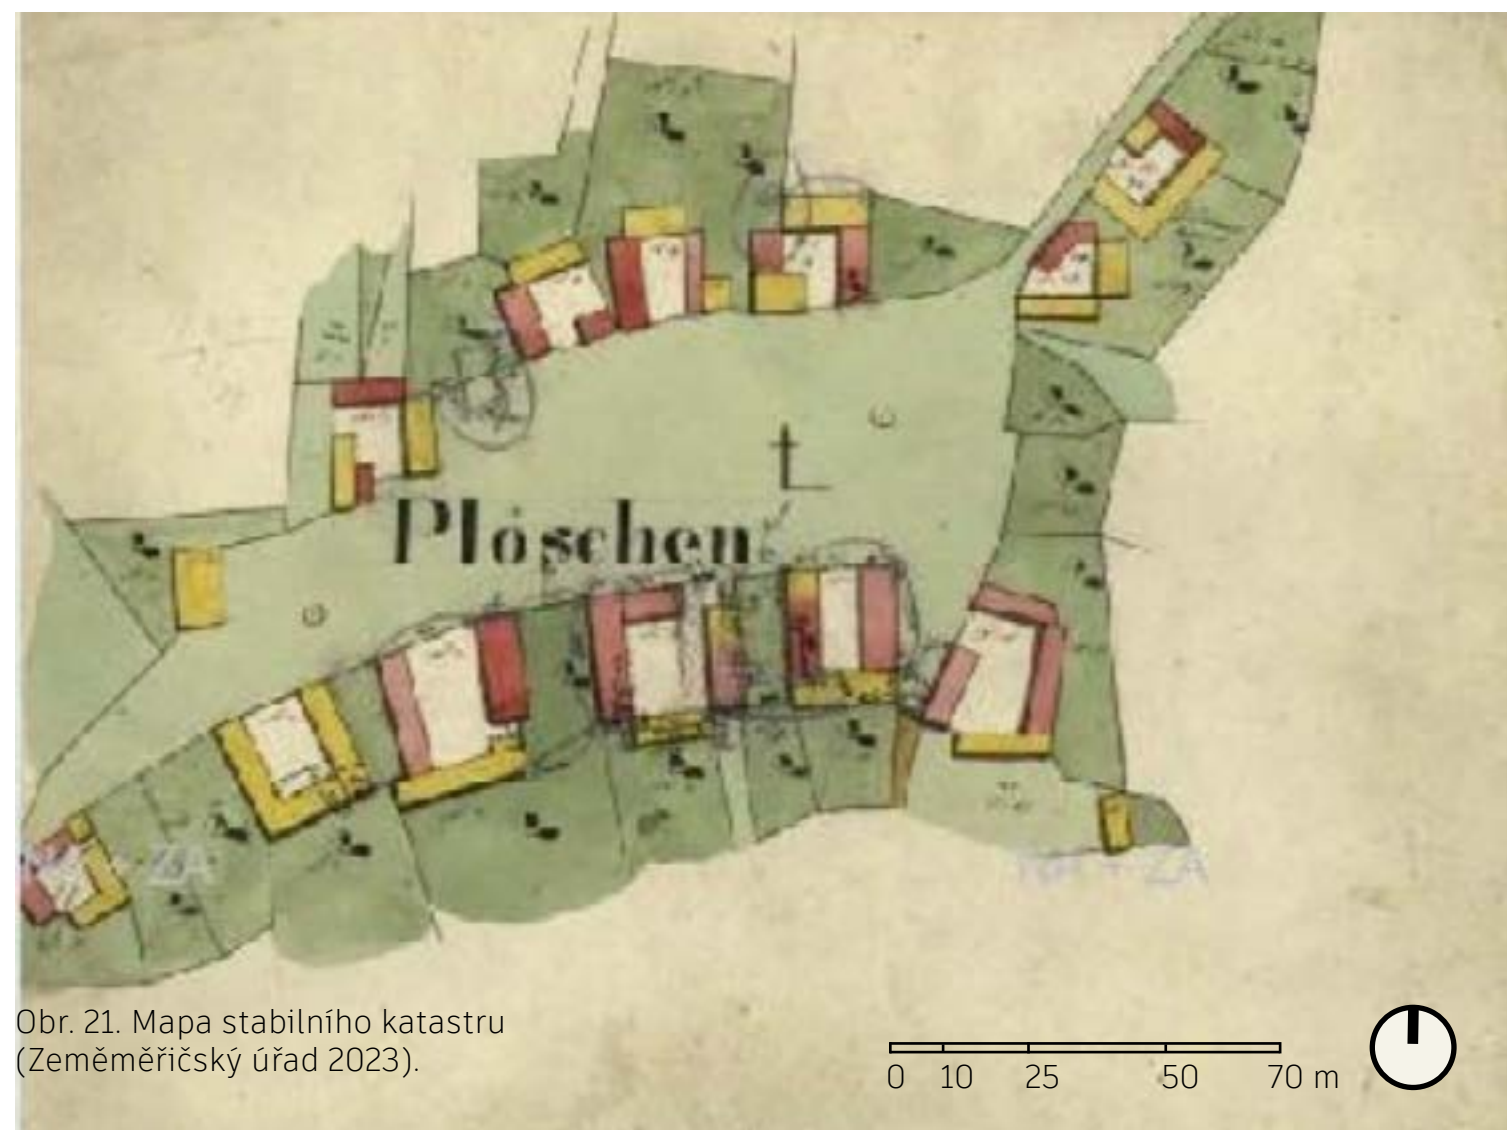 Plöschen
Obr. 21. Mapa stabilního katastru
(Zeměměřičský úřad 2023).
0 10 25 50 70 m